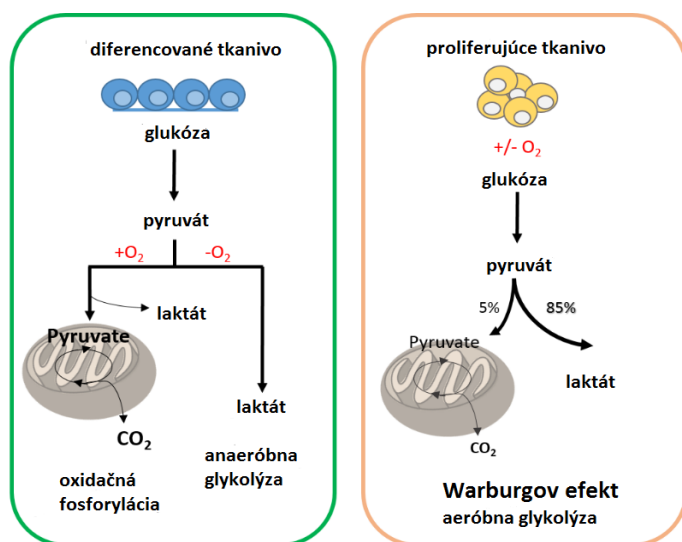 diferencované tkanivo
glukóza
pyruvát
+O₂
-O₂
laktát
Pyruvate
CO₂
laktát
oxidačná
fosforylácia
anaeróbna
glykolýza
proliferujúce tkanivo
+/- O₂
glukóza
pyruvát
5%
85%
Pyruvate
laktát
CO₂
Warburgov efekt
aeróbna glykolýza